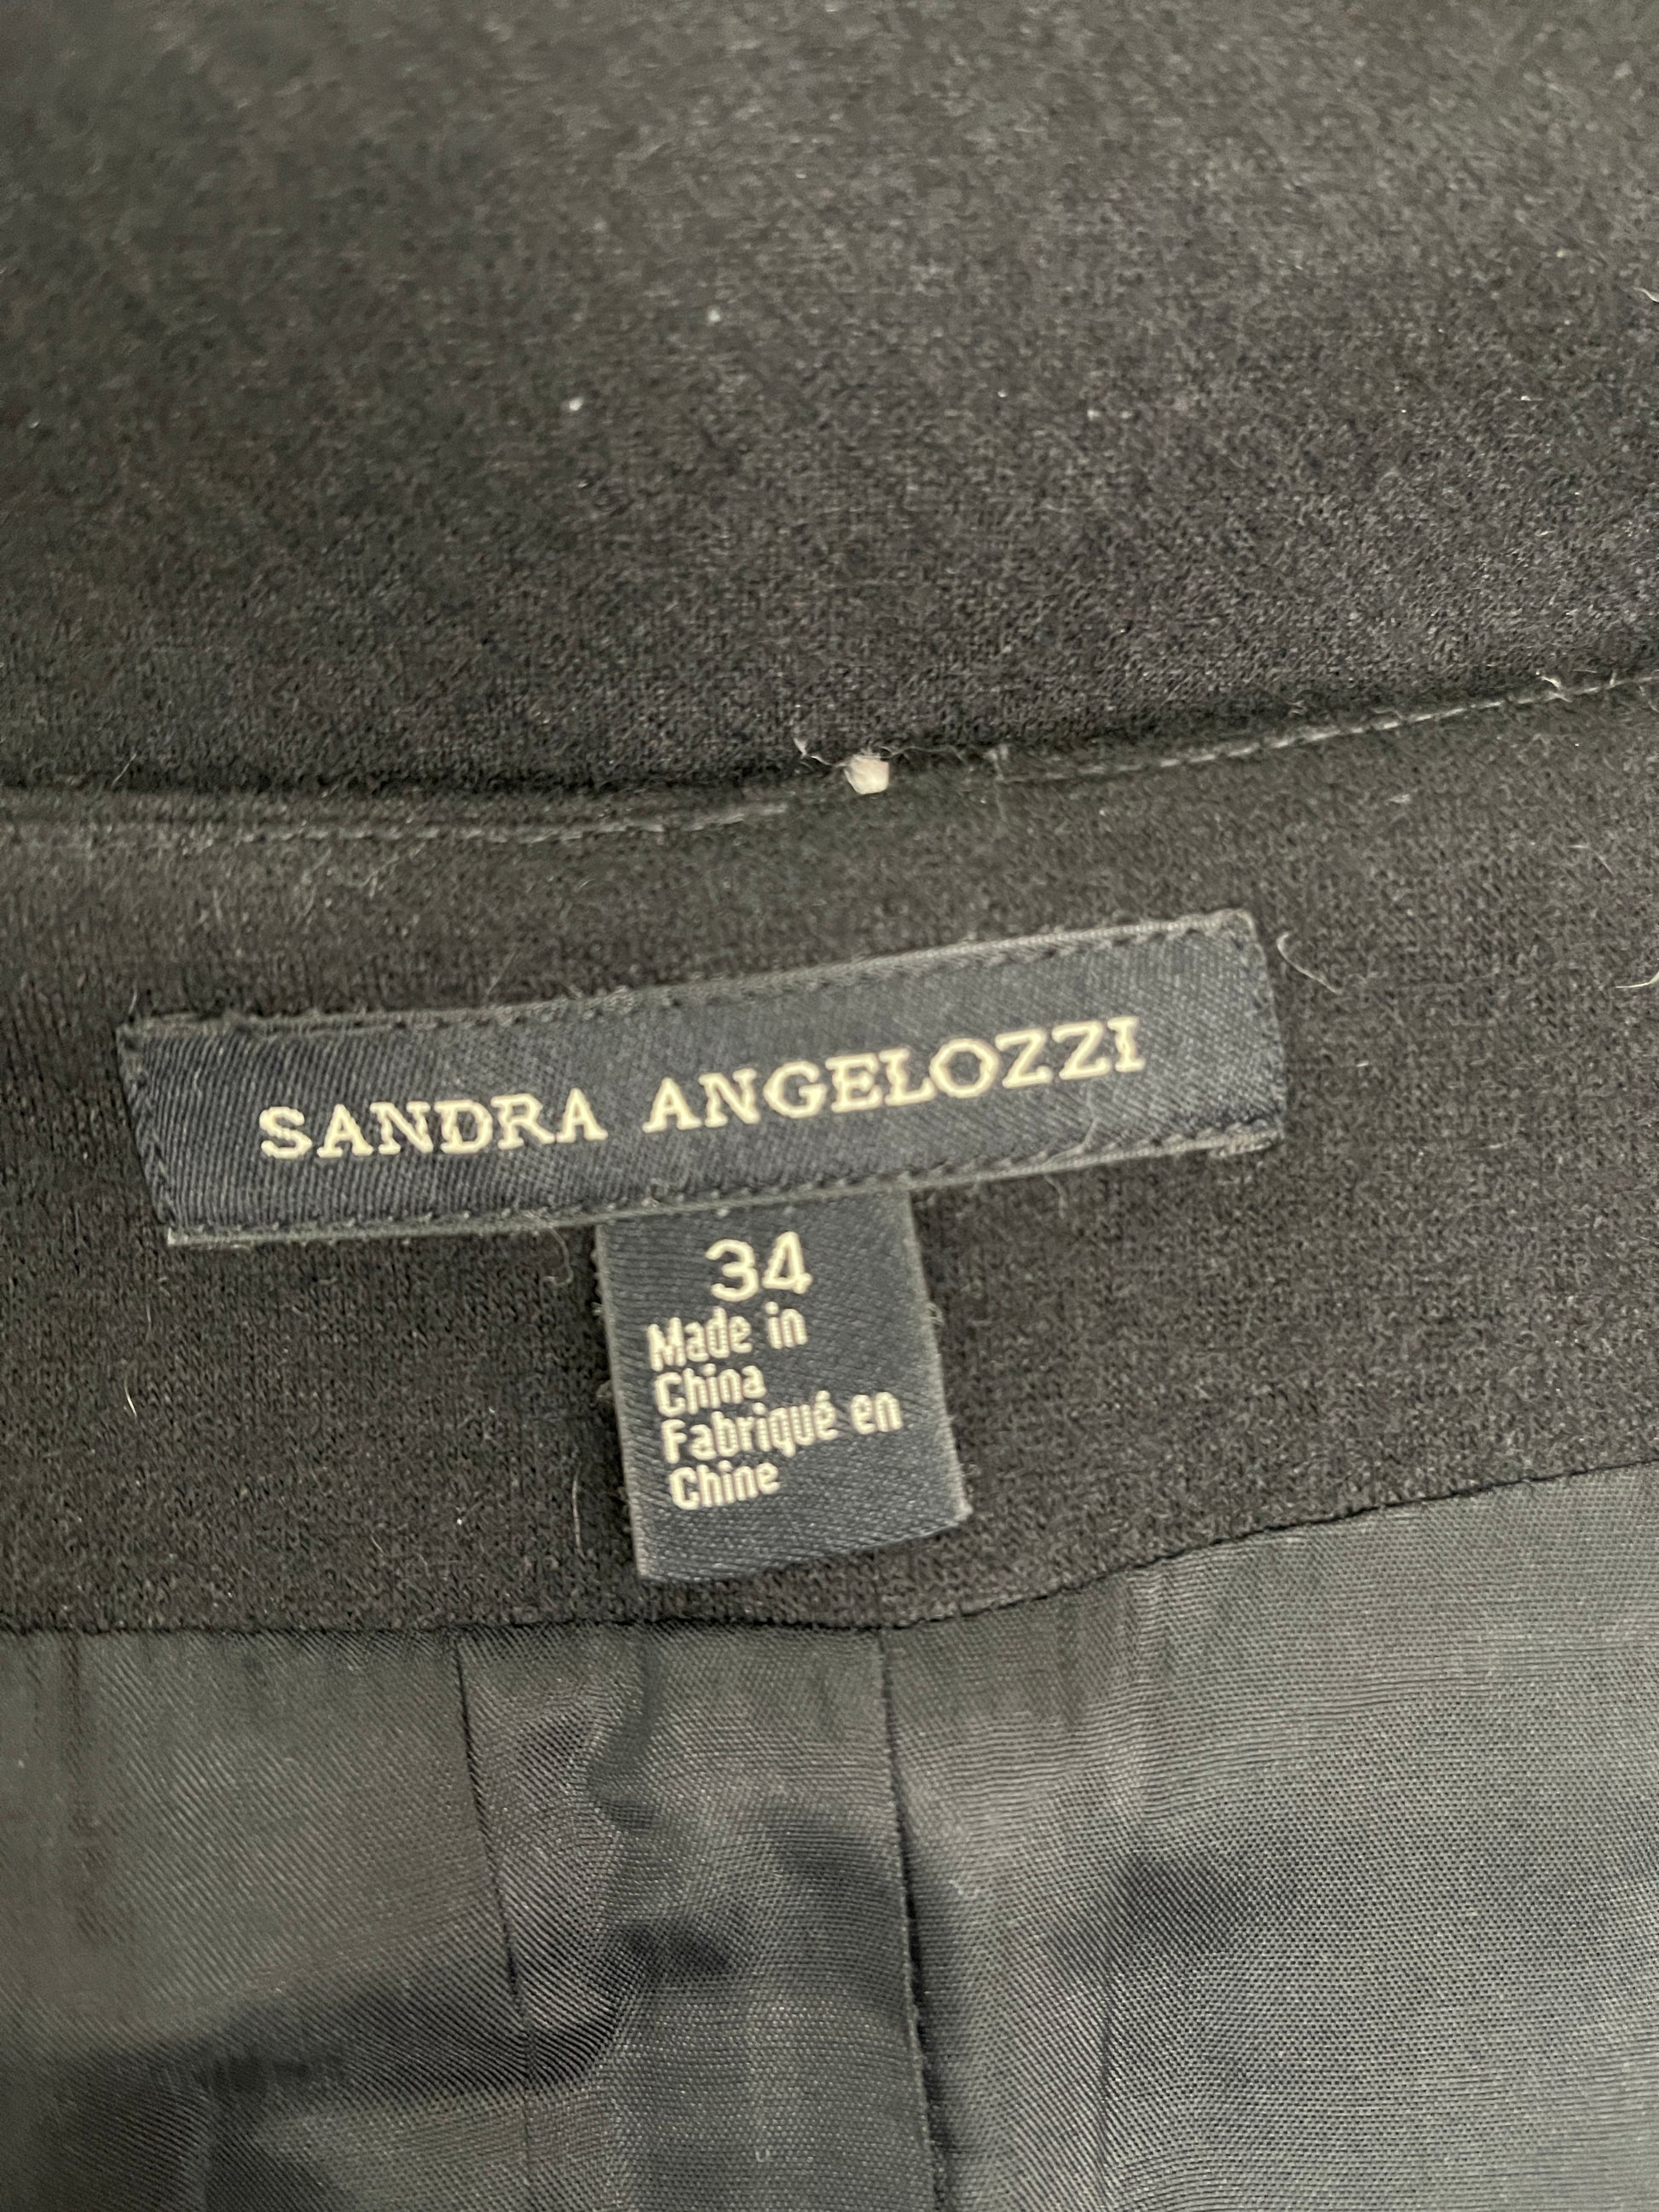 SANDRA ANGELOZZI
34
Made in
China
Fabriqué en
Chine